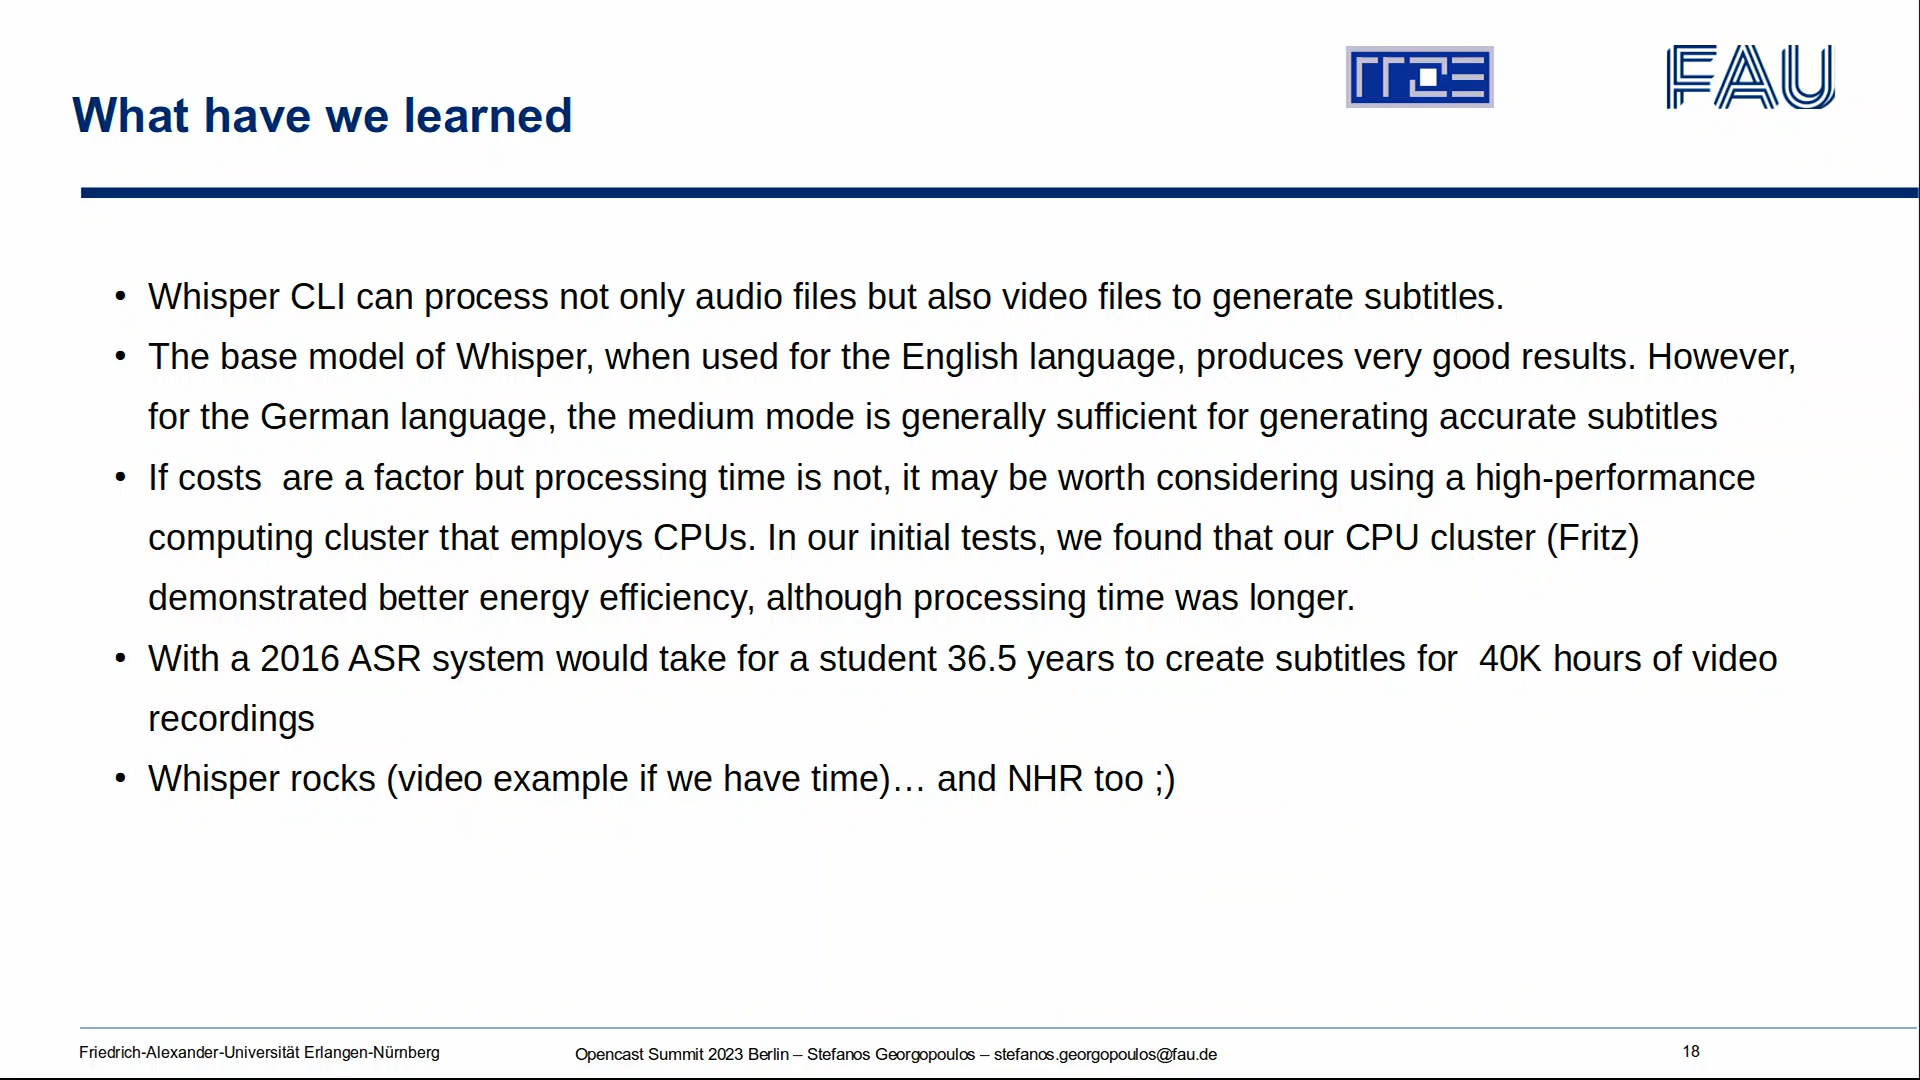 RRZE
FAU
What have we learned
• Whisper CLI can process not only audio files but also video files to generate subtitles.
• The base model of Whisper, when used for the English language, produces very good results. However,
for the German language, the medium mode is generally sufficient for generating accurate subtitles
• If costs  are a factor but processing time is not, it may be worth considering using a high-performance
computing cluster that employs CPUs. In our initial tests, we found that our CPU cluster (Fritz)
demonstrated better energy efficiency, although processing time was longer.
• With a 2016 ASR system would take for a student 36.5 years to create subtitles for  40K hours of video
recordings
• Whisper rocks (video example if we have time)… and NHR too ;)
Friedrich-Alexander-Universität Erlangen-Nürnberg
Opencast Summit 2023 Berlin – Stefanos Georgopoulos – stefanos.georgopoulos@fau.de
18